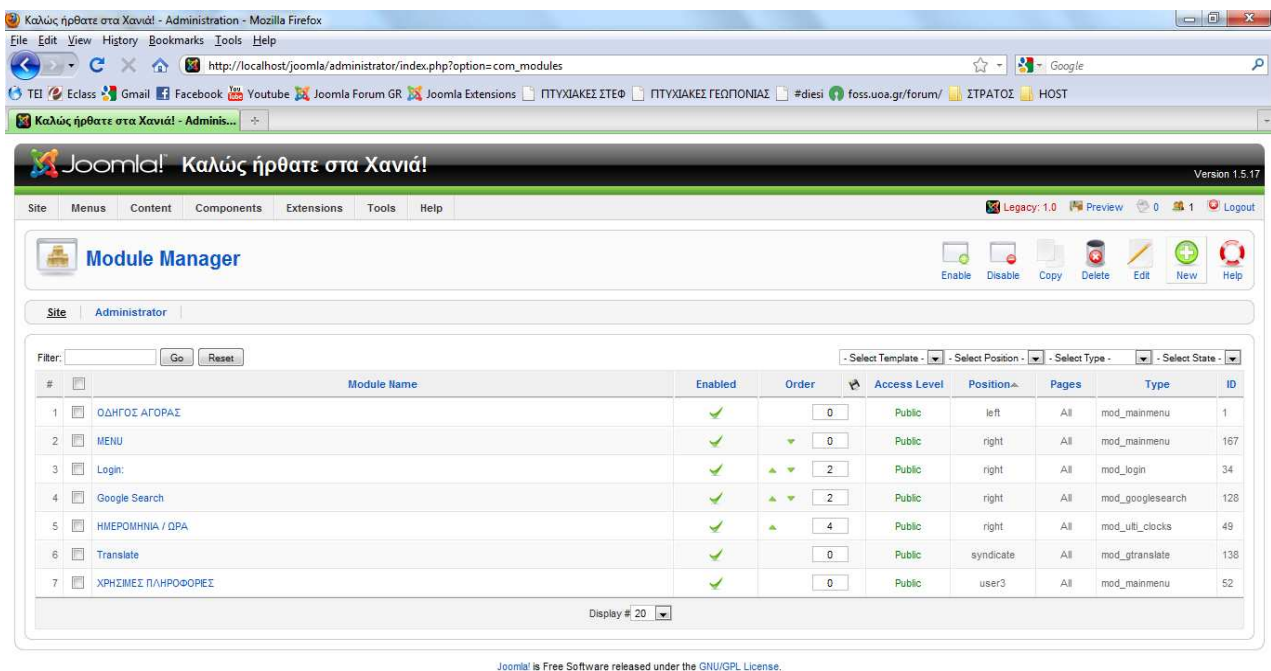 Καλώς ήρθατε στα Χανιά! - Administration - Mozilla Firefox
File Edit View History Bookmarks Tools Help
http://localhost/joomla/administrator/index.php?option=com_modules Google
TEI Eclass Gmail Facebook Youtube Joomla Forum GR Joomla Extensions ΠΤΥΧΙΑΚΕΣ ΣΤΕΦ ΠΤΥΧΙΑΚΕΣ ΓΕΩΠΟΝΙΑΣ #diesi foss.uoa.gr/forum/ ΣΤΡΑΤΟΣ HOST
Καλώς ήρθατε στα Χανιά! - Adminis...
Joomla! Καλώς ήρθατε στα Χανιά!
Version 1.5.17
Site Menus Content Components Extensions Tools Help Legacy: 1.0 Preview 0 1 Logout
Module Manager
Enable Disable Copy Delete Edit New Help
Site Administrator
Filter: Go Reset - Select Template - - Select Position - - Select Type - - Select State -
# Module Name Enabled Order Access Level Position Pages Type ID
1 ΟΔΗΓΟΣ ΑΓΟΡΑΣ 0 Public left All mod_mainmenu 1
2 MENU 0 Public right All mod_mainmenu 167
3 Login: 2 Public right All mod_login 34
4 Google Search 2 Public right All mod_googlesearch 128
5 ΗΜΕΡΟΜΗΝΙΑ / ΩΡΑ 4 Public right All mod_ulti_clocks 49
6 Translate 0 Public syndicate All mod_gtranslate 138
7 ΧΡΗΣΙΜΕΣ ΠΛΗΡΟΦΟΡΙΕΣ 0 Public user3 All mod_mainmenu 52
Display # 20
Joomla! is Free Software released under the GNU/GPL License.